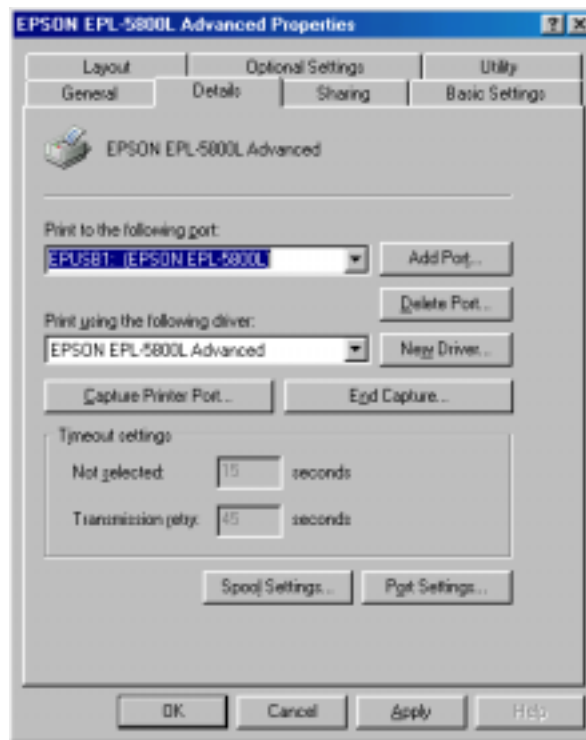 EPSON EPL-5800L Advanced Properties
Layout Optional Settings Utility
General Details Sharing Basic Settings
EPSON EPL-5800L Advanced
Print to the following port:
EPUSB1: (EPSON EPL-5800L) Add Port...
Delete Port...
Print using the following driver:
EPSON EPL-5800L Advanced New Driver...
Capture Printer Port... End Capture...
Timeout settings
Not selected: 15 seconds
Transmission retry: 45 seconds
Spool Settings... Port Settings...
OK Cancel Apply Help